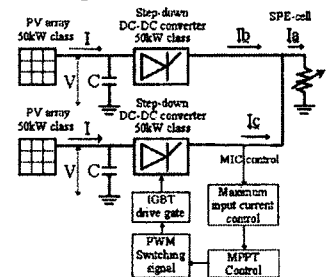 PV array
50kW class
I
V
C
Step-down
DC-DC converter
50kW class
Ib
Ia
SPE-cell
PV array
50kW class
I
V
C
Step-down
DC-DC converter
50kW class
Ic
MIC control
IGBT
drive gate
Maximum
input current
control
PWM
Switching
signal
MPPT
Control